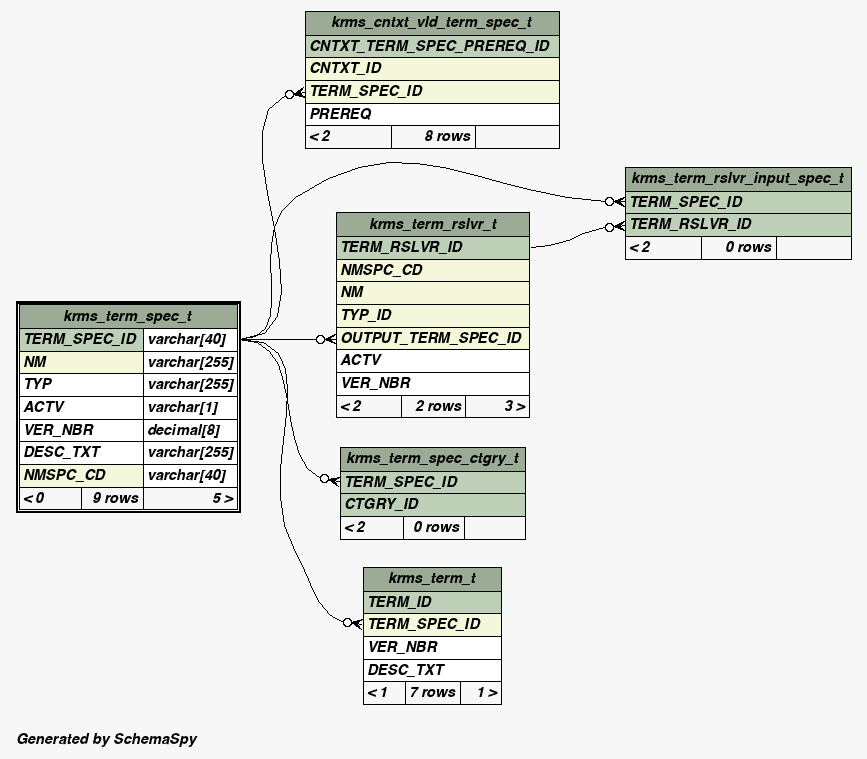 krms_cntxt_vld_term_spec_t
CNTXT_TERM_SPEC_PREREQ_ID
CNTXT_ID
TERM_SPEC_ID
PREREQ
< 2 8 rows
krms_term_rslvr_input_spec_t
TERM_SPEC_ID
TERM_RSLVR_ID
< 2 0 rows
krms_term_rslvr_t
TERM_RSLVR_ID
NMSPC_CD
NM
TYP_ID
OUTPUT_TERM_SPEC_ID
ACTV
VER_NBR
< 2 2 rows 3 >
krms_term_spec_t
TERM_SPEC_ID varchar[40]
NM varchar[255]
TYP varchar[255]
ACTV varchar[1]
VER_NBR decimal[8]
DESC_TXT varchar[255]
NMSPC_CD varchar[40]
< 0 9 rows 5 >
krms_term_spec_ctgry_t
TERM_SPEC_ID
CTGRY_ID
< 2 0 rows
krms_term_t
TERM_ID
TERM_SPEC_ID
VER_NBR
DESC_TXT
< 1 7 rows 1 >
Generated by SchemaSpy